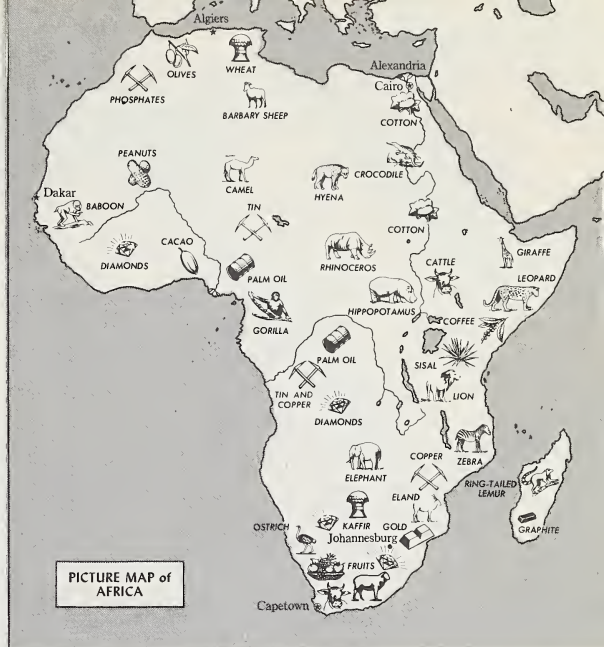 Algiers
OLIVES
WHEAT
Alexandria
Cairo
PHOSPHATES
BARBARY SHEEP
COTTON
PEANUTS
CAMEL
HYENA
CROCODILE
Dakar
BABOON
TIN
COTTON
DIAMONDS
CACAO
PALM OIL
RHINOCEROS
CATTLE
GIRAFFE
LEOPARD
GORILLA
HIPPOPOTAMUS
COFFEE
PALM OIL
SISAL
TIN AND
COPPER
LION
DIAMONDS
ELEPHANT
COPPER
ZEBRA
RING-TAILED
LEMUR
ELAND
OSTRICH
KAFFIR
GOLD
GRAPHITE
Johannesburg
FRUITS
PICTURE MAP of
AFRICA
Capetown